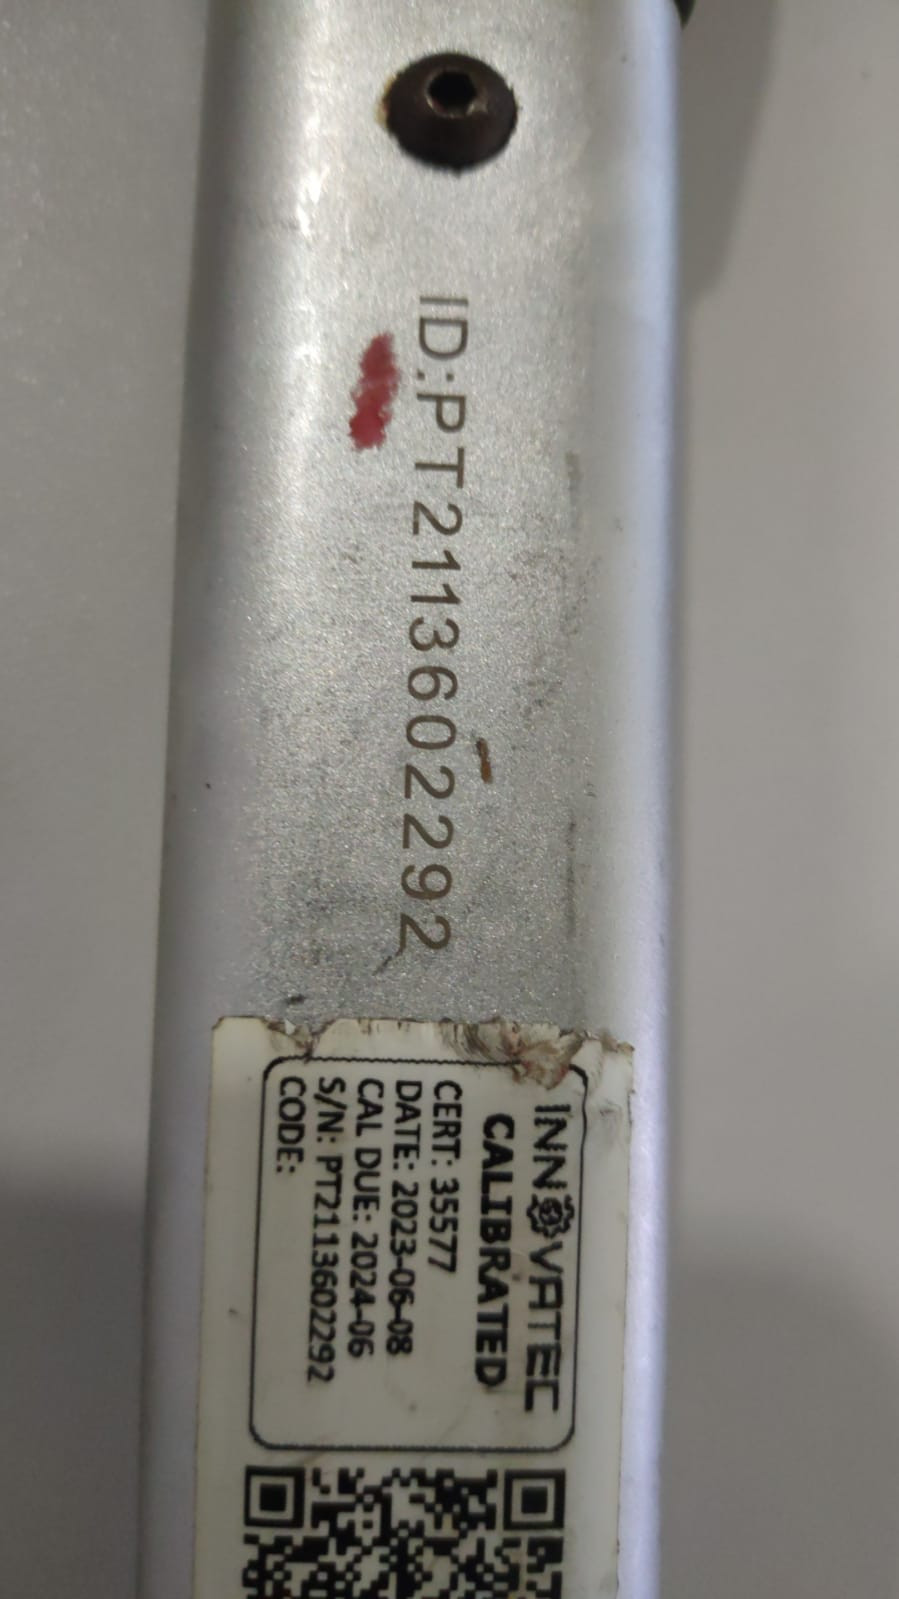 ID:PT2113602292
INNOVATEC
CALIBRATED
CERT: 35577
DATE: 2023-06-08
CAL DUE: 2024-06
S/N: PT2113602292
CODE: